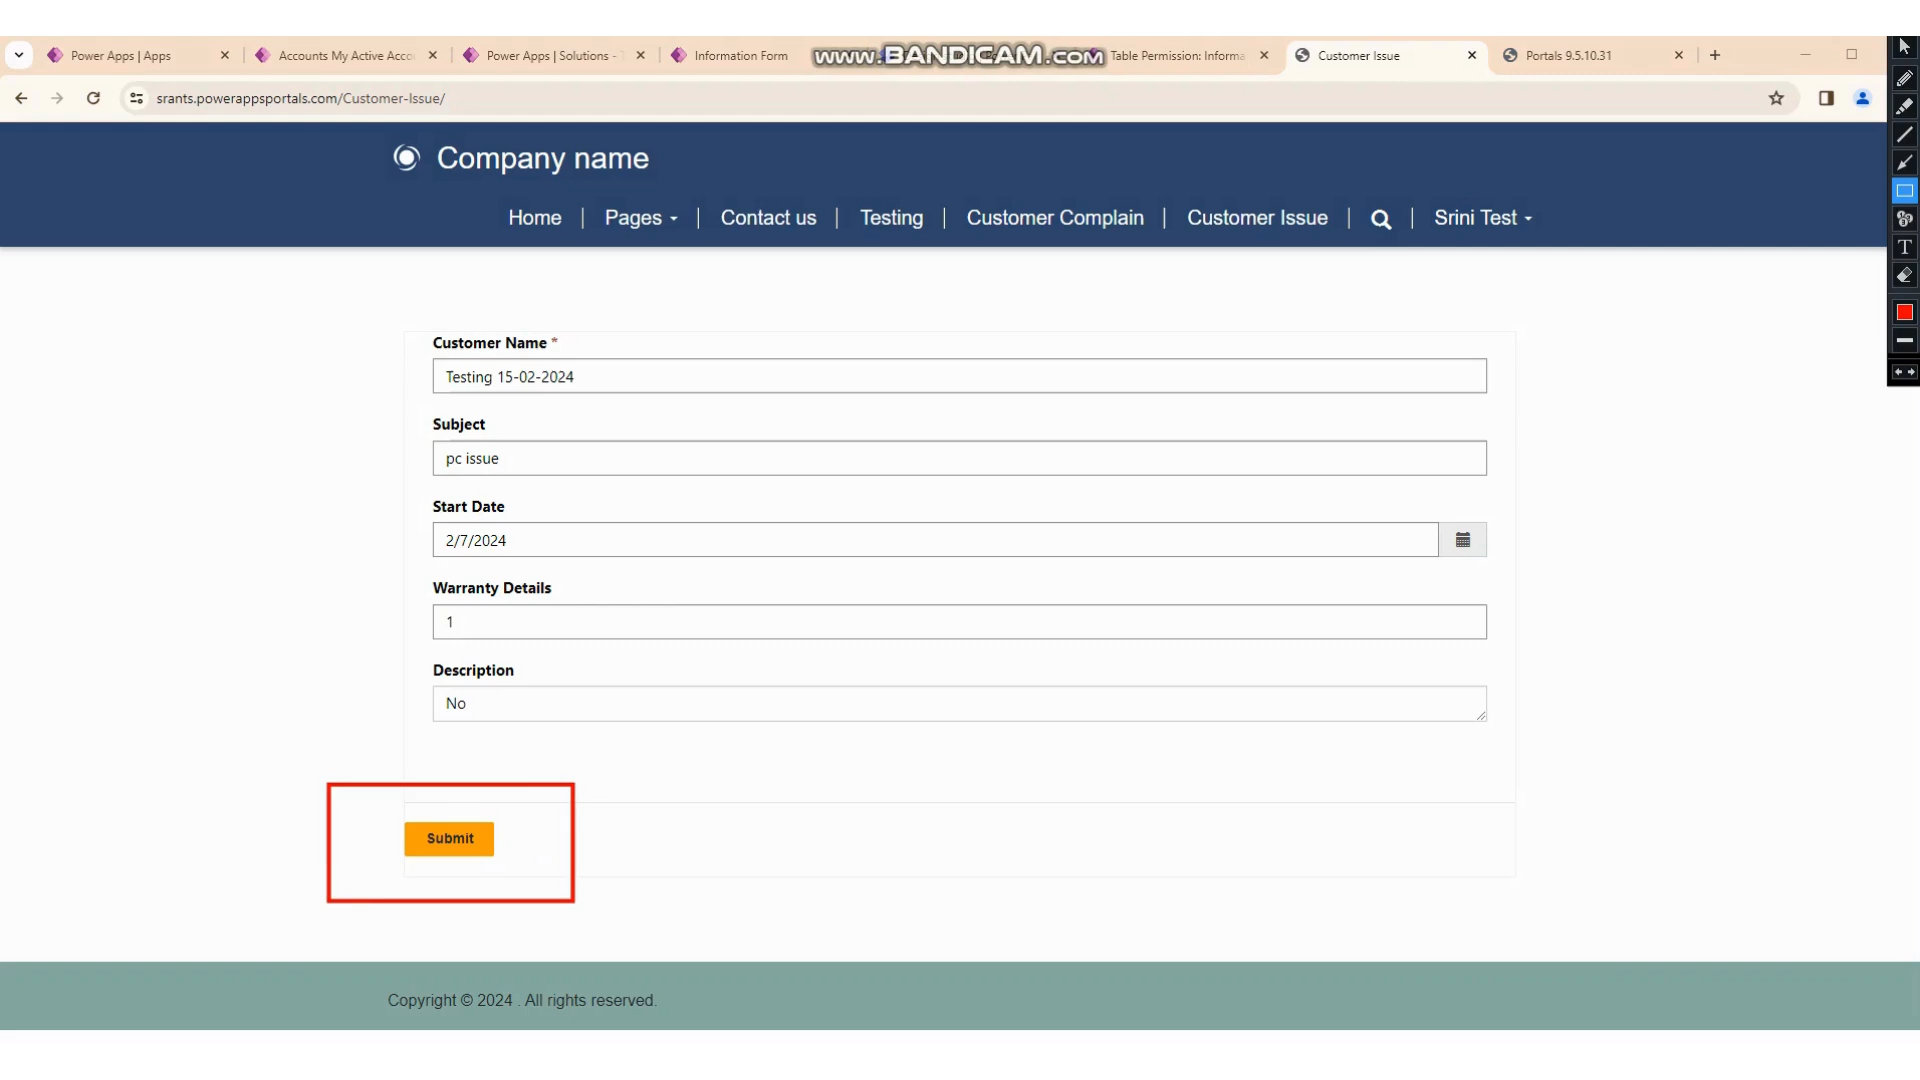 Power Apps | Apps
Accounts My Active Acco
Power Apps | Solutions -
Information Form
www.BANDICAM.com
Table Permission: Informa
Customer Issue
Portals 9.5.10.31
srants.powerappsportals.com/Customer-Issue/
Company name
Home
Pages
Contact us
Testing
Customer Complain
Customer Issue
Srini Test
Customer Name *
Testing 15-02-2024
Subject
pc issue
Start Date
2/7/2024
Warranty Details
1
Description
No
Submit
Copyright © 2024 . All rights reserved.
T